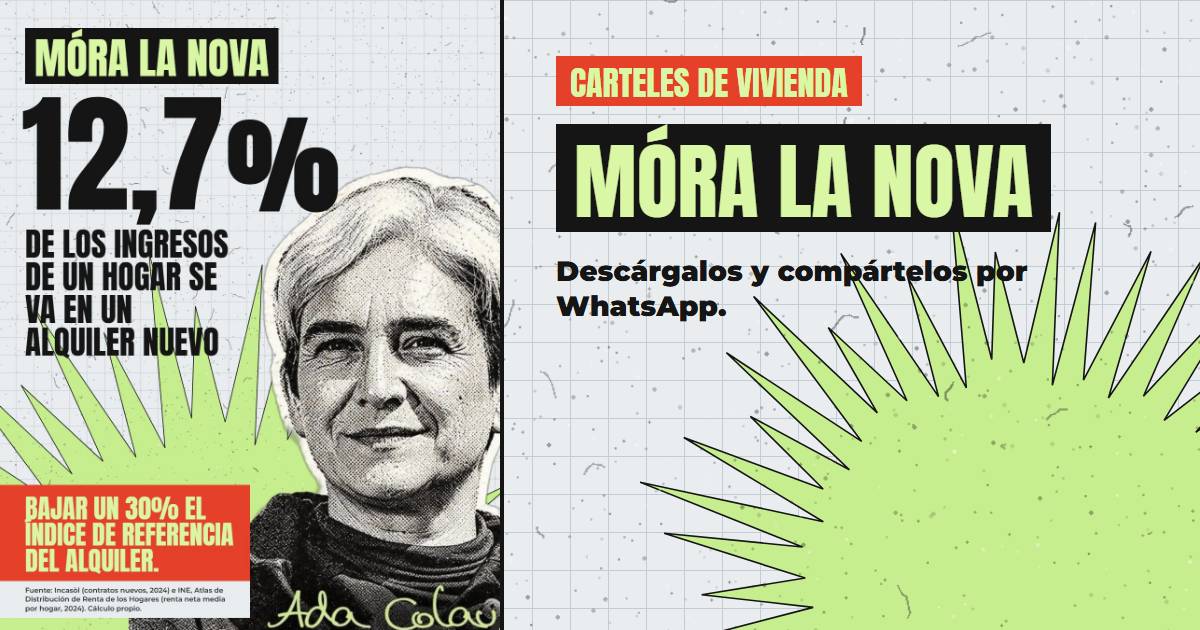 MÓRA LA NOVA
12,7%
DE LOS INGRESOS
DE UN HOGAR SE
VA EN UN
ALQUILER NUEVO
BAJAR UN 30% EL
ÍNDICE DE REFERENCIA
DEL ALQUILER.
Fuente: Incasòl (contratos nuevos, 2024) e INE, Atlas de
Distribución de Renta de los Hogares (renta neta media
por hogar, 2024). Cálculo propio.
Ada Colau
CARTELES DE VIVIENDA
MÓRA LA NOVA
Descárgalos y compártelos por
WhatsApp.